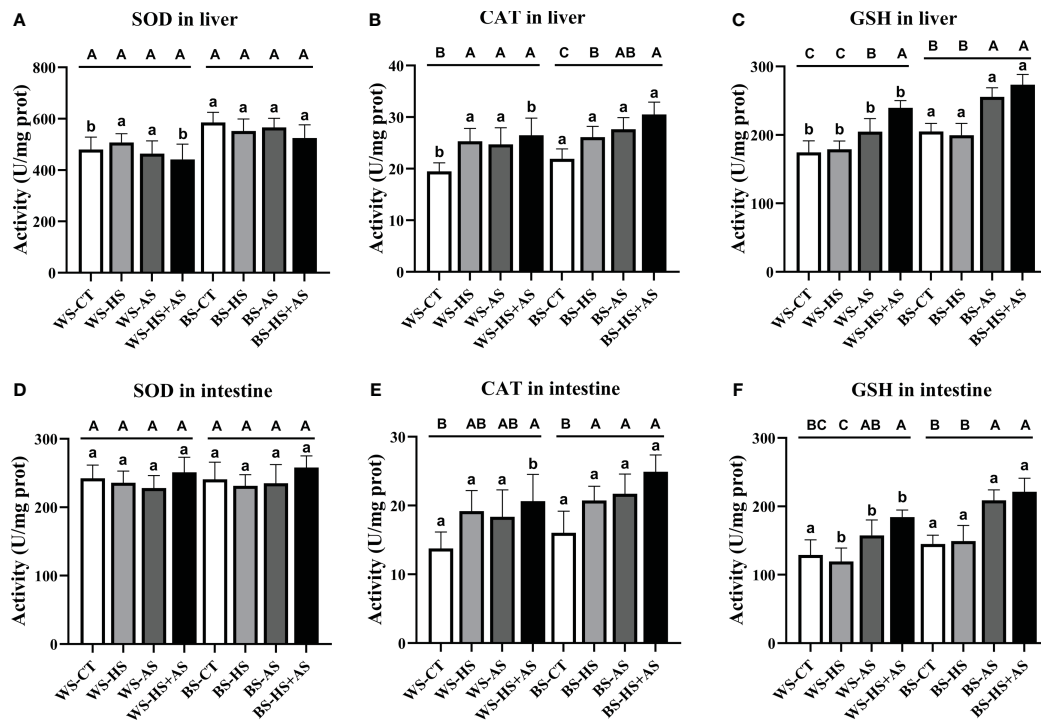 A SOD in liver
A A A A A A A A
800
600
400
200
0
Activity (U/mg prot)
b a a b a a a a
WS-CT WS-HS WS-AS WS-HS+AS BS-CT BS-HS BS-AS BS-HS+AS
B CAT in liver
B A A A C B AB A
40
30
20
10
0
Activity (U/mg prot)
b a a b a a a a
WS-CT WS-HS WS-AS WS-HS+AS BS-CT BS-HS BS-AS BS-HS+AS
C GSH in liver
C C B A B B A A
300
200
100
0
Activity (U/mg prot)
b b b b a a a a
WS-CT WS-HS WS-AS WS-HS+AS BS-CT BS-HS BS-AS BS-HS+AS
D SOD in intestine
A A A A A A A A
300
200
100
0
Activity (U/mg prot)
a a a a a a a a
WS-CT WS-HS WS-AS WS-HS+AS BS-CT BS-HS BS-AS BS-HS+AS
E CAT in intestine
B AB AB A B A A A
30
20
10
0
Activity (U/mg prot)
a a a b a a a a
WS-CT WS-HS WS-AS WS-HS+AS BS-CT BS-HS BS-AS BS-HS+AS
F GSH in intestine
BC C AB A B B A A
300
200
100
0
Activity (U/mg prot)
a b b b a a a a
WS-CT WS-HS WS-AS WS-HS+AS BS-CT BS-HS BS-AS BS-HS+AS